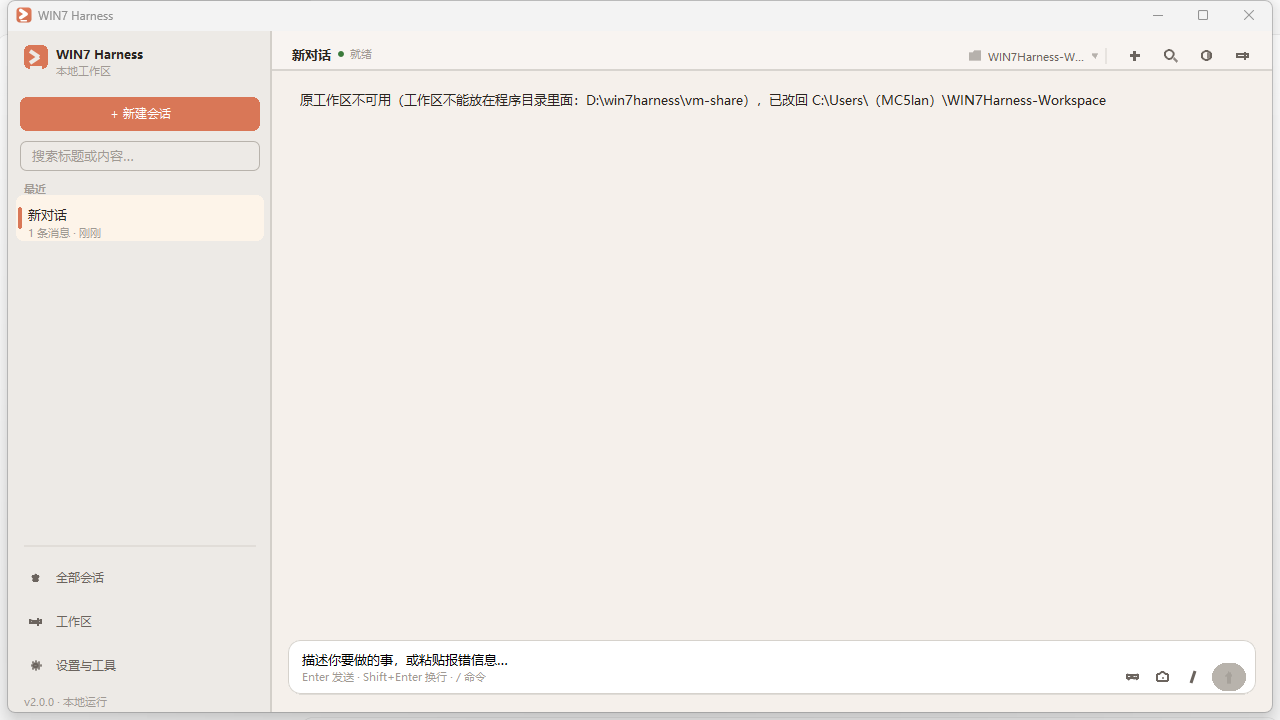 WIN7 Harness
WIN7 Harness
本地工作区
+ 新建会话
搜索标题或内容...
最近
新对话
1 条消息 · 刚刚
全部会话
工作区
设置与工具
v2.0.0 · 本地运行
新对话 就绪
WIN7Harness-W...
原工作区不可用（工作区不能放在程序目录里面：D:\win7harness\vm-share），已改回 C:\Users\（MC5lan）\WIN7Harness-Workspace
描述你要做的事，或粘贴报错信息...
Enter 发送 · Shift+Enter 换行 · / 命令